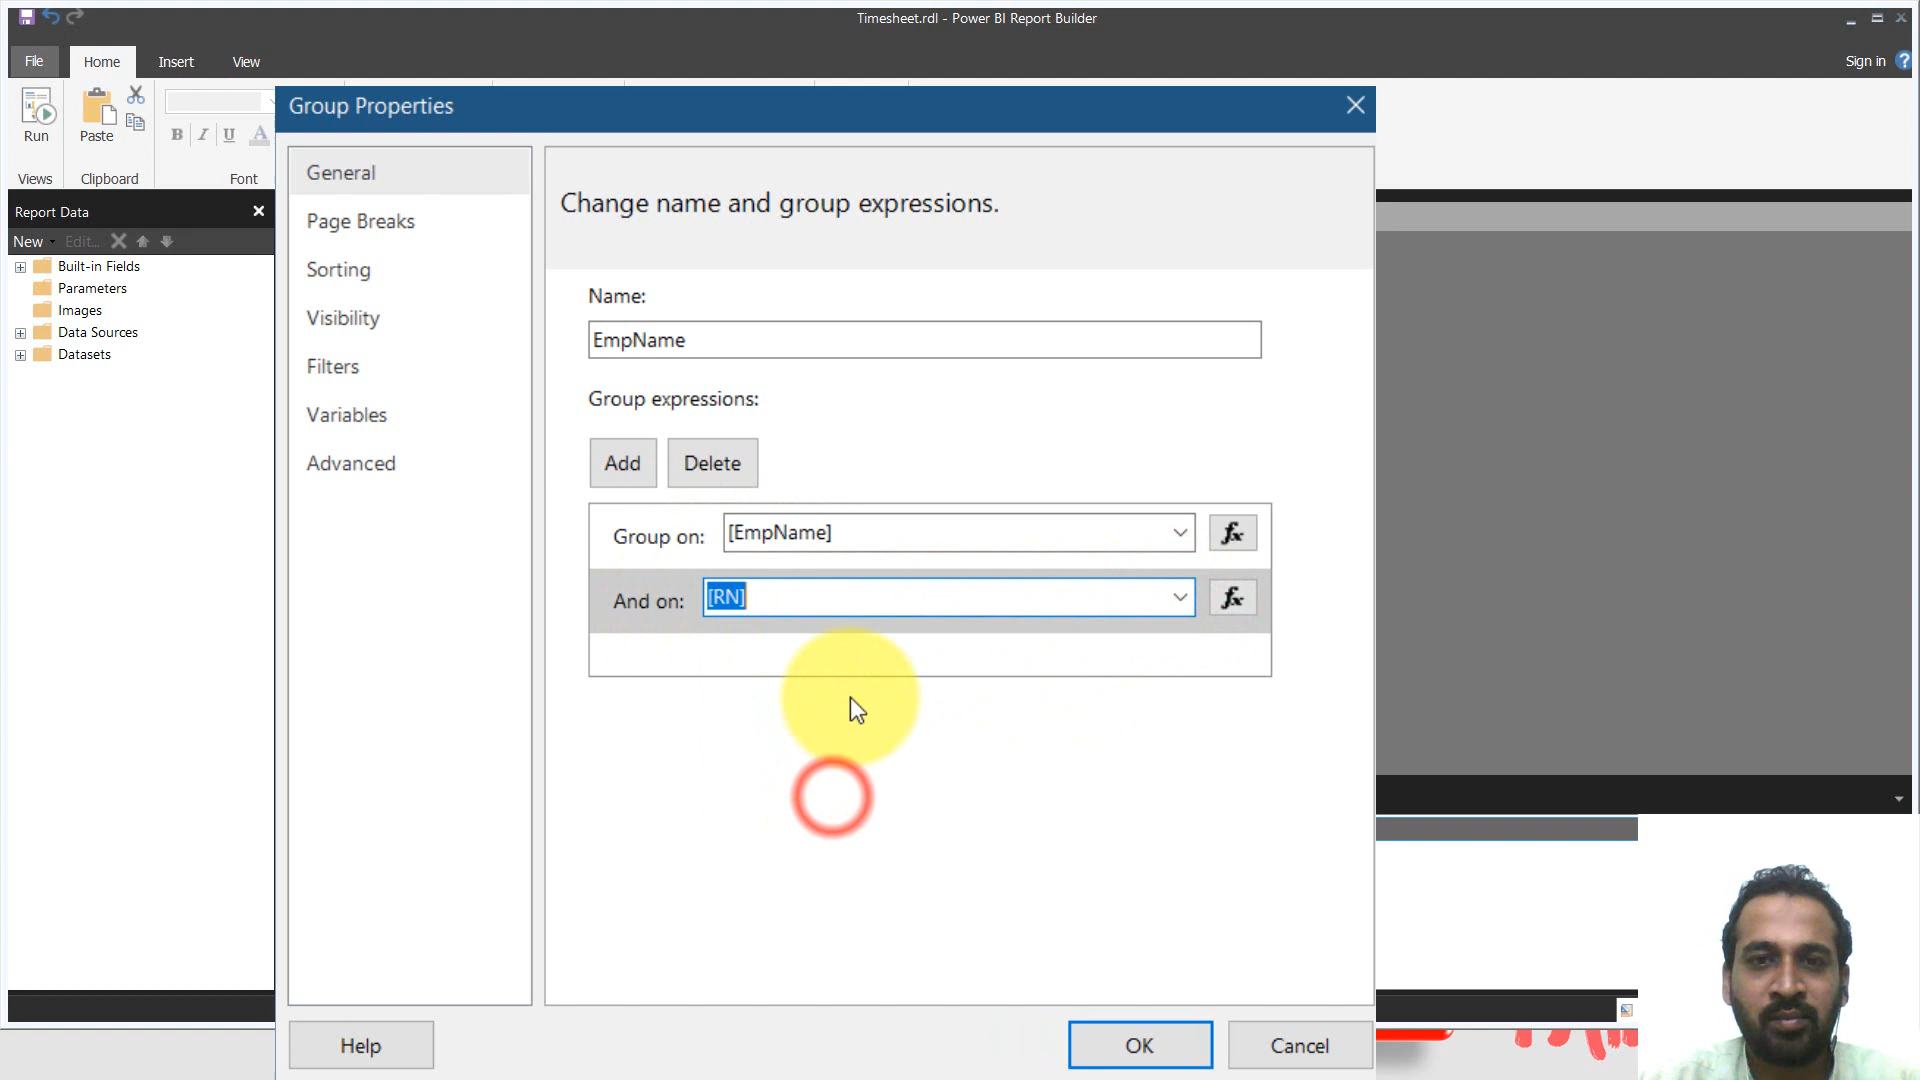 Timesheet.rdl - Power BI Report Builder
File
Home
Insert
View
Sign in
?
Run
Paste
B I U A
Views
Clipboard
Font
Group Properties
Report Data
New
Edit...
Built-in Fields
Parameters
Images
Data Sources
Datasets
General
Page Breaks
Sorting
Visibility
Filters
Variables
Advanced
Change name and group expressions.
Name:
EmpName
Group expressions:
Add
Delete
Group on:
[EmpName]
fx
And on:
[RN]
fx
Help
OK
Cancel